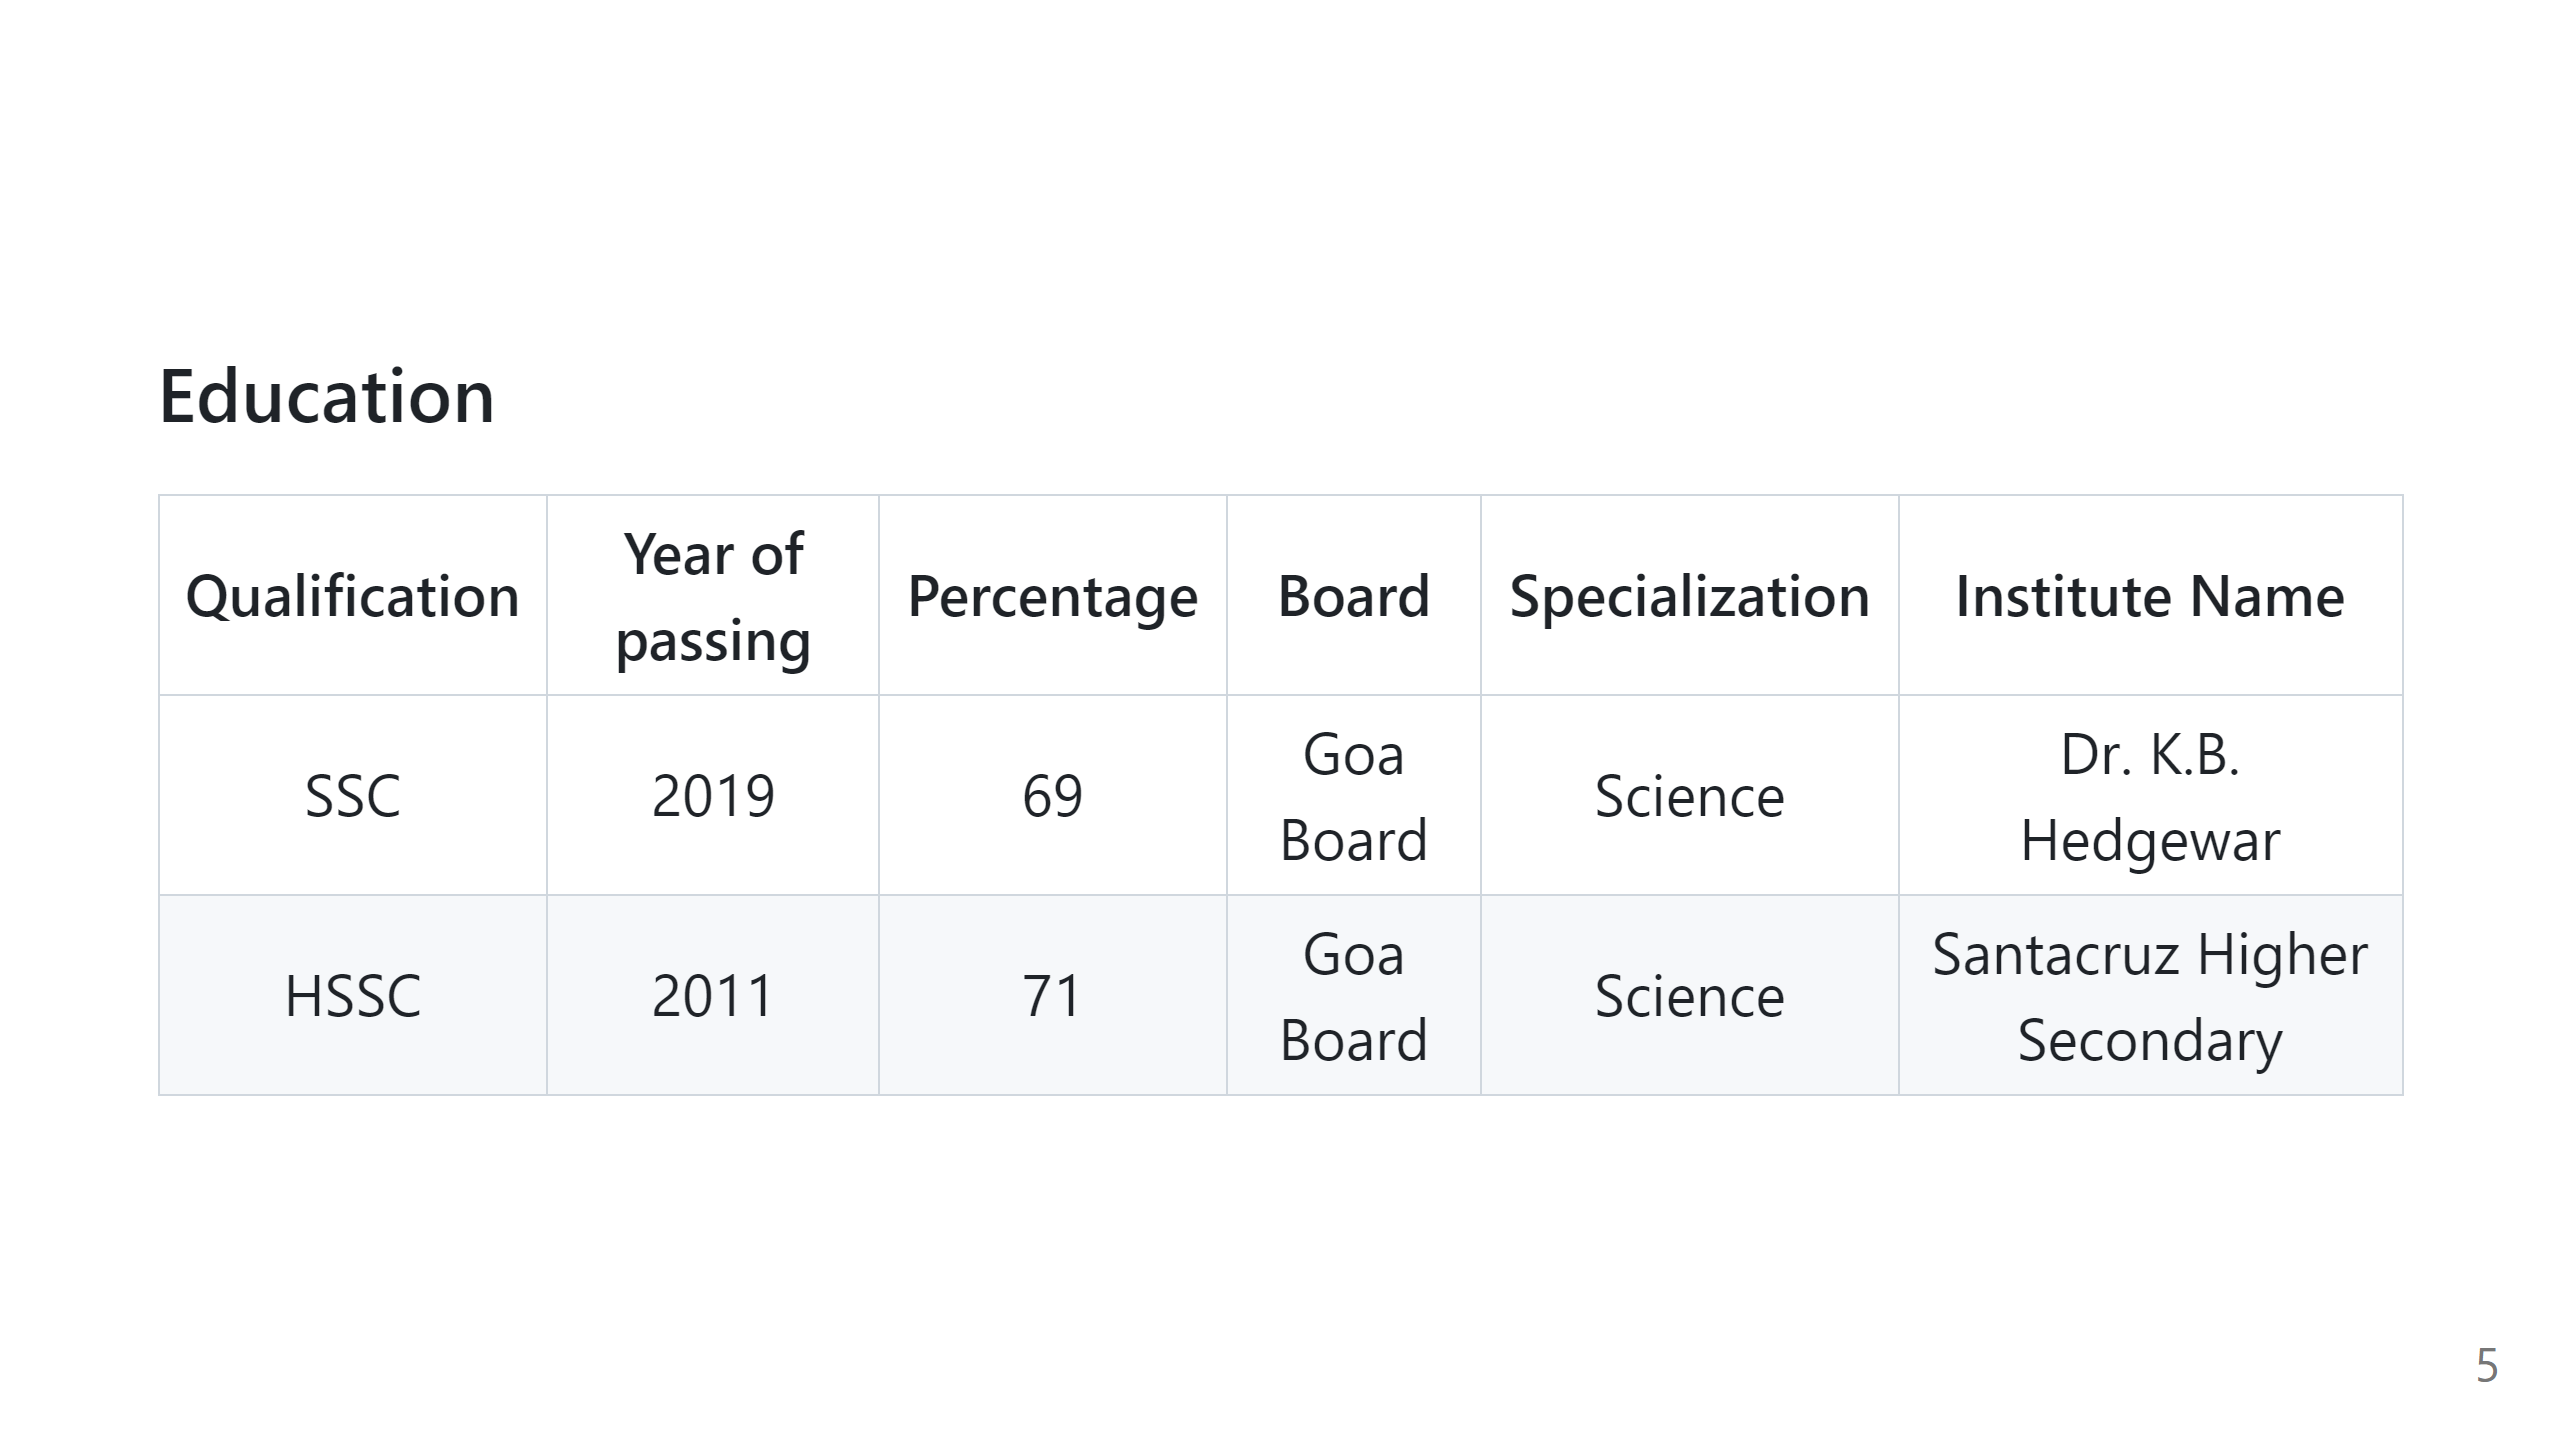 Education
Qualification
Year of
passing
Percentage
Board
Specialization
Institute Name
SSC
2019
69
Goa
Board
Science
Dr. K.B.
Hedgewar
HSSC
2011
71
Goa
Board
Science
Santacruz Higher
Secondary
5